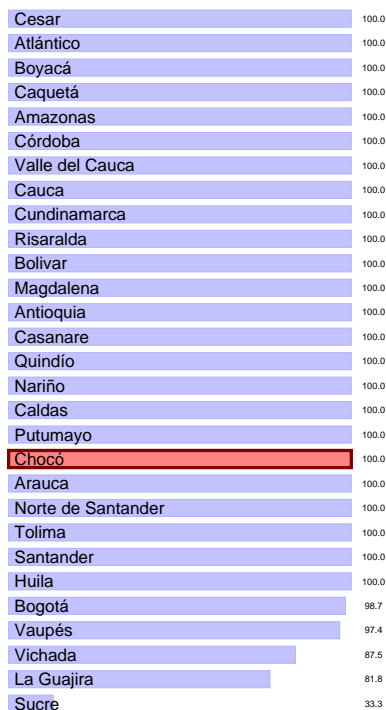 Cesar 100.0
Atlántico 100.0
Boyacá 100.0
Caquetá 100.0
Amazonas 100.0
Córdoba 100.0
Valle del Cauca 100.0
Cauca 100.0
Cundinamarca 100.0
Risaralda 100.0
Bolivar 100.0
Magdalena 100.0
Antioquia 100.0
Casanare 100.0
Quindío 100.0
Nariño 100.0
Caldas 100.0
Putumayo 100.0
Chocó 100.0
Arauca 100.0
Norte de Santander 100.0
Tolima 100.0
Santander 100.0
Huila 100.0
Bogotá 98.7
Vaupés 97.4
Vichada 87.5
La Guajira 81.8
Sucre 33.3